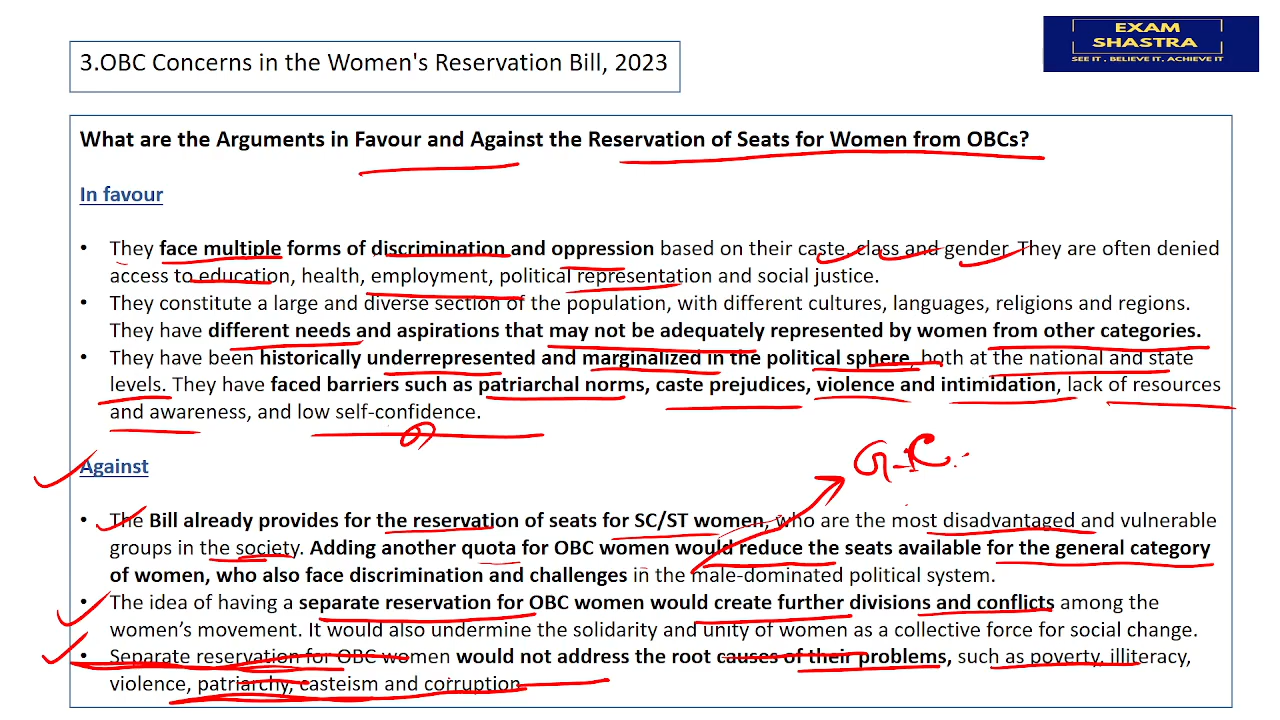 EXAM
SHASTRA
SEE IT , BELIEVE IT, ACHIEVE IT
3.OBC Concerns in the Women's Reservation Bill, 2023
What are the Arguments in Favour and Against the Reservation of Seats for Women from OBCs?
In favour
• They face multiple forms of discrimination and oppression based on their caste, class and gender. They are often denied
access to education, health, employment, political representation and social justice.
• They constitute a large and diverse section of the population, with different cultures, languages, religions and regions.
They have different needs and aspirations that may not be adequately represented by women from other categories.
• They have been historically underrepresented and marginalized in the political sphere, both at the national and state
levels. They have faced barriers such as patriarchal norms, caste prejudices, violence and intimidation, lack of resources
and awareness, and low self-confidence.
G.C.
Against
• The Bill already provides for the reservation of seats for SC/ST women, who are the most disadvantaged and vulnerable
groups in the society. Adding another quota for OBC women would reduce the seats available for the general category
of women, who also face discrimination and challenges in the male-dominated political system.
• The idea of having a separate reservation for OBC women would create further divisions and conflicts among the
women’s movement. It would also undermine the solidarity and unity of women as a collective force for social change.
• Separate reservation for OBC women would not address the root causes of their problems, such as poverty, illiteracy,
violence, patriarchy, casteism and corruption